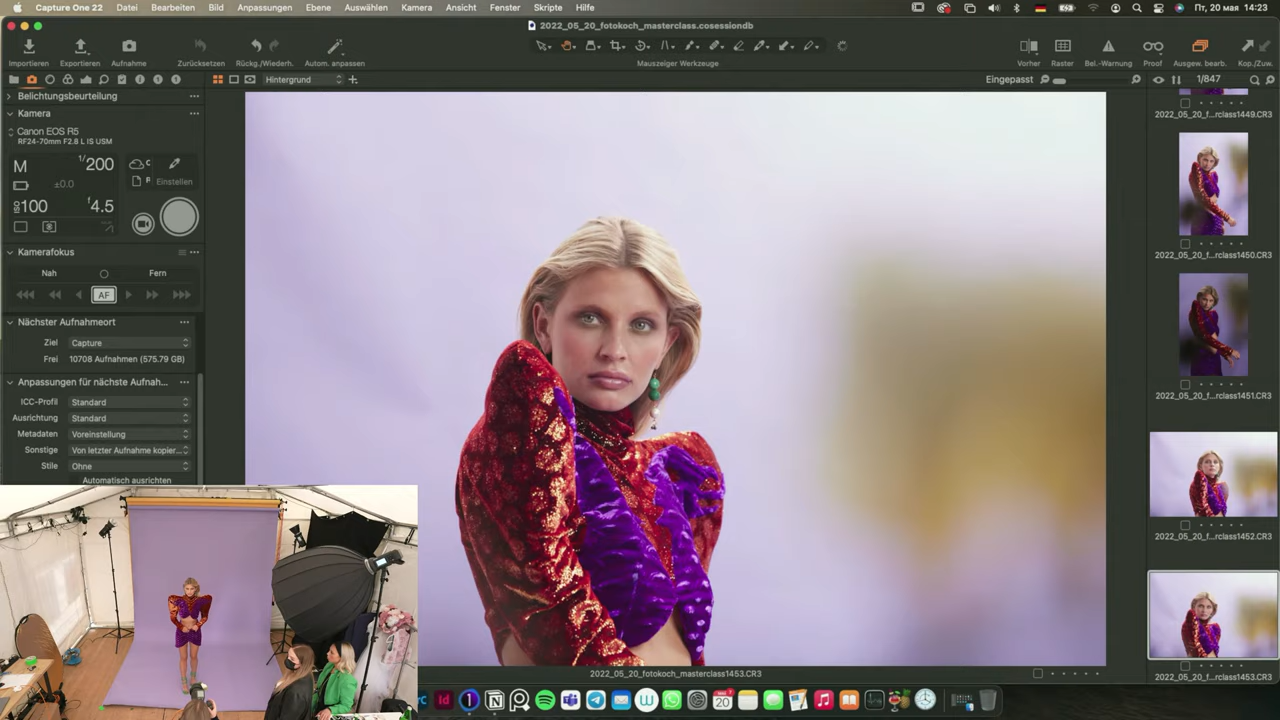 Capture One 22 Datei Bearbeiten Bild Anpassungen Ebene Auswählen Kamera Ansicht Fenster Skripte Hilfe Пт, 20 мая 14:23
2022_05_20_fotokoch_masterclass.cosessiondb
Importieren Exportieren Aufnahme Zurücksetzen Rückg./Wiederh. Autom. anpassen Mauszeiger Werkzeuge Vorher Raster Bel.-Warnung Proof Ausgew. bearb. Kop./Zuw.
Hintergrund Eingepasst 1/847
Belichtungsbeurteilung
Kamera
Canon EOS R5
RF24-70mm F2.8 L IS USM
M 1/200 C
±0.0 Einstellen
ISO 100 f4.5
Kamerafokus
Nah Fern
AF
Nächster Aufnahmeort
Ziel Capture
Frei 10708 Aufnahmen (575.79 GB)
Anpassungen für nächste Aufnah...
ICC-Profil Standard
Ausrichtung Standard
Metadaten Voreinstellung
Sonstige Von letzter Aufnahme kopier...
Stile Ohne
Automatisch ausrichten
2022_05_20_f...rclass1449.CR3
2022_05_20_f...rclass1450.CR3
2022_05_20_f...rclass1451.CR3
2022_05_20_f...rclass1452.CR3
2022_05_20_f...rclass1453.CR3
2022_05_20_fotokoch_masterclass1453.CR3